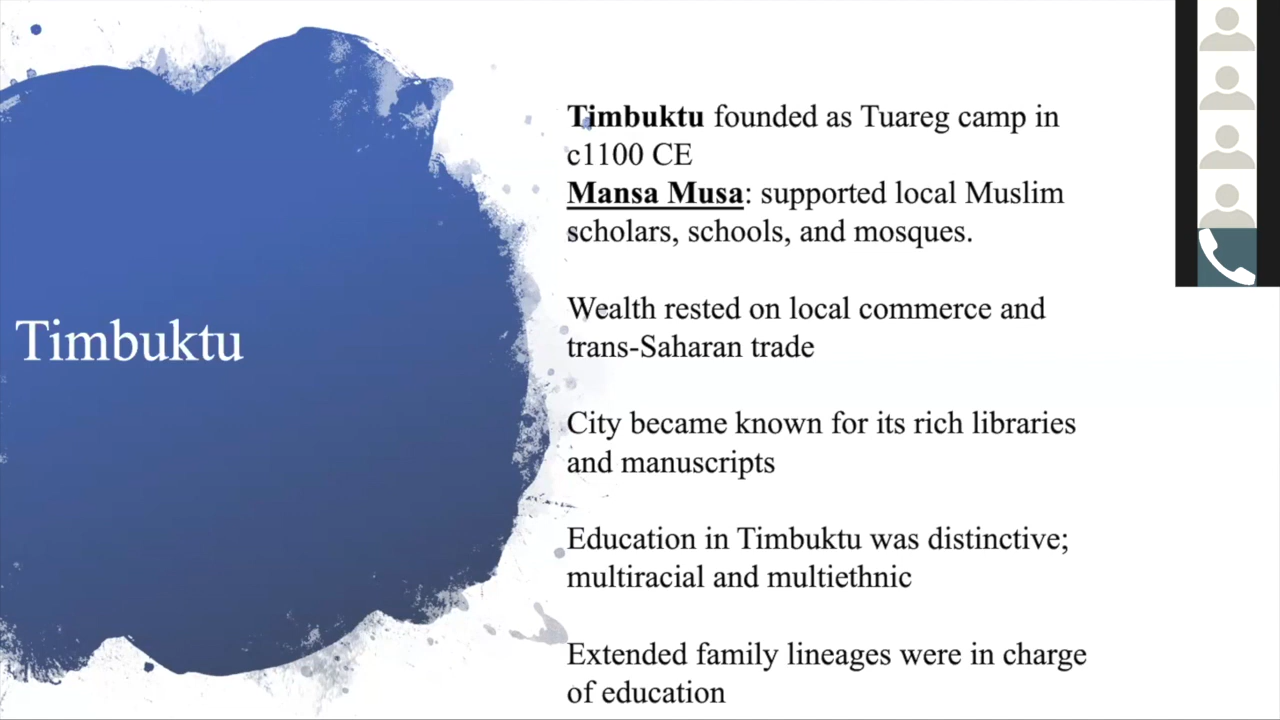 Timbuktu
Timbuktu founded as Tuareg camp in
c1100 CE
Mansa Musa: supported local Muslim
scholars, schools, and mosques.
Wealth rested on local commerce and
trans-Saharan trade
City became known for its rich libraries
and manuscripts
Education in Timbuktu was distinctive;
multiracial and multiethnic
Extended family lineages were in charge
of education